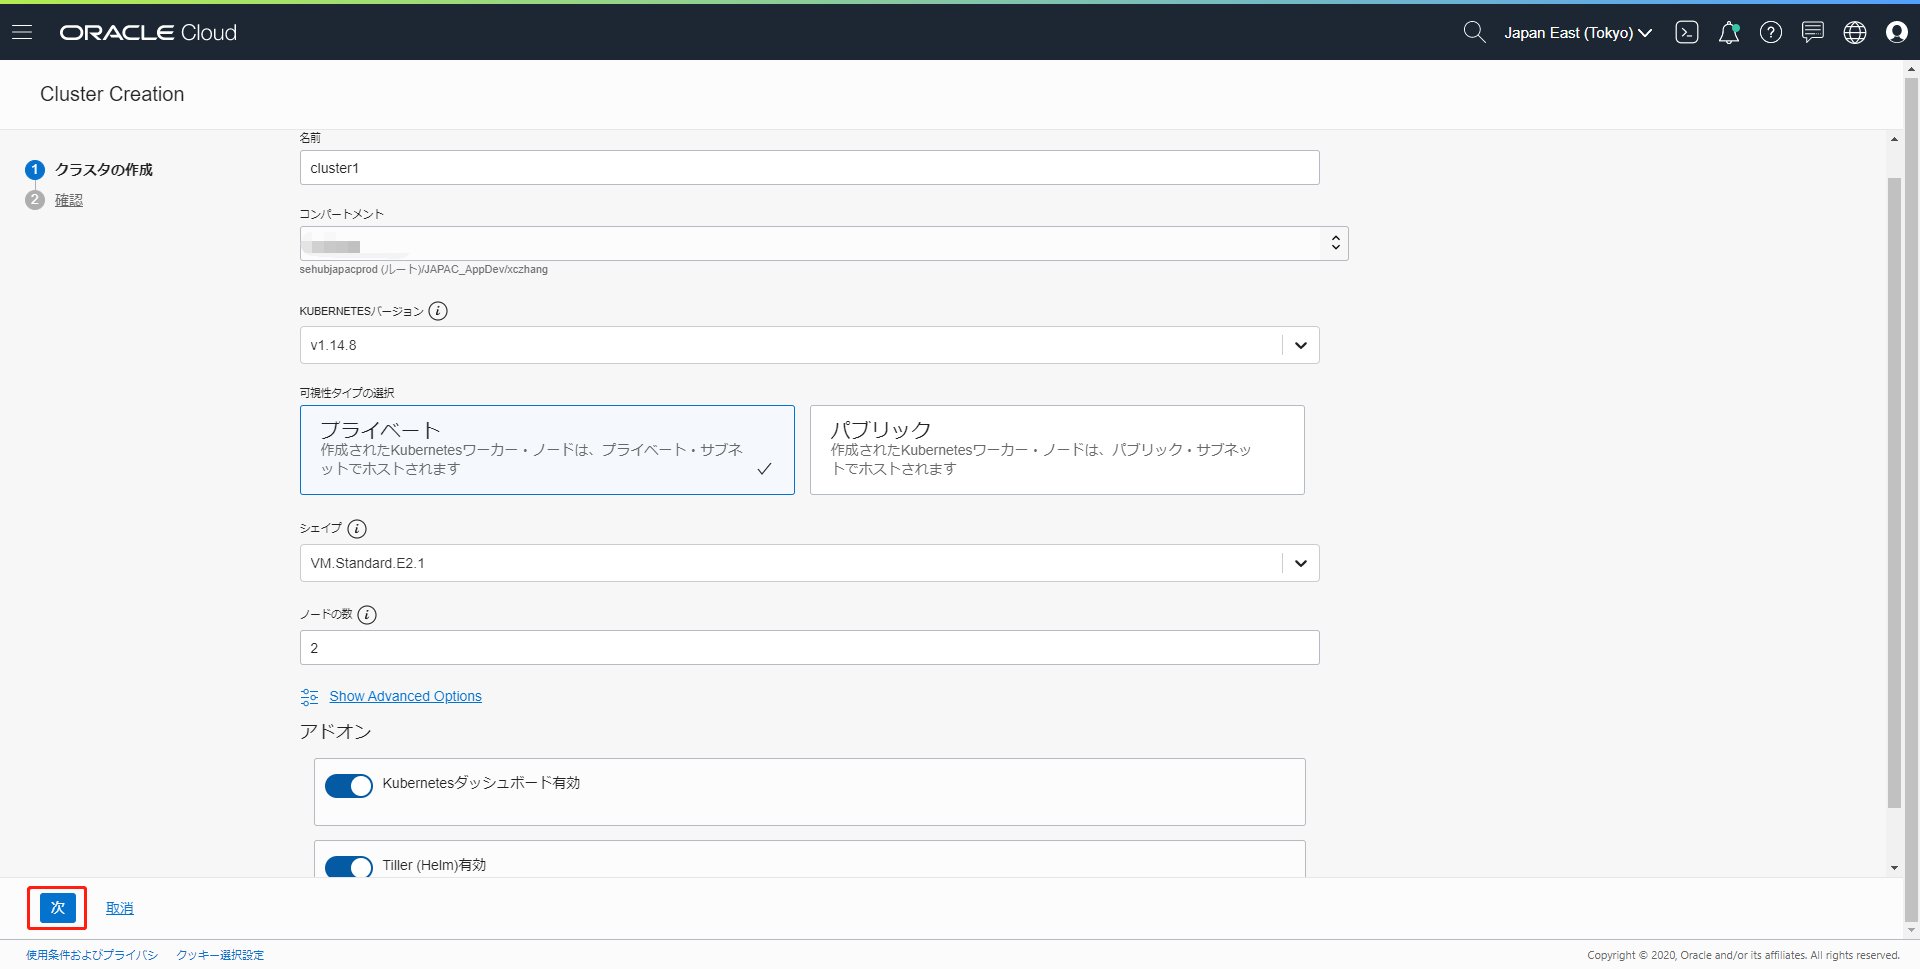 ORACLE Cloud
Japan East (Tokyo)
Cluster Creation
1 クラスタの作成
2 確認
名前
cluster1
コンパートメント
sehubjapacprod (ルート)/JAPAC_AppDev/xczhang
KUBERNETESバージョン
v1.14.8
可視性タイプの選択
プライベート
作成されたKubernetesワーカー・ノードは、プライベート・サブネ
ットでホストされます
パブリック
作成されたKubernetesワーカー・ノードは、パブリック・サブネッ
トでホストされます
シェイプ
VM.Standard.E2.1
ノードの数
2
Show Advanced Options
アドオン
Kubernetesダッシュボード有効
Tiller (Helm)有効
次
取消
使用条件およびプライバシ
クッキー選択設定
Copyright © 2020, Oracle and/or its affiliates. All rights reserved.